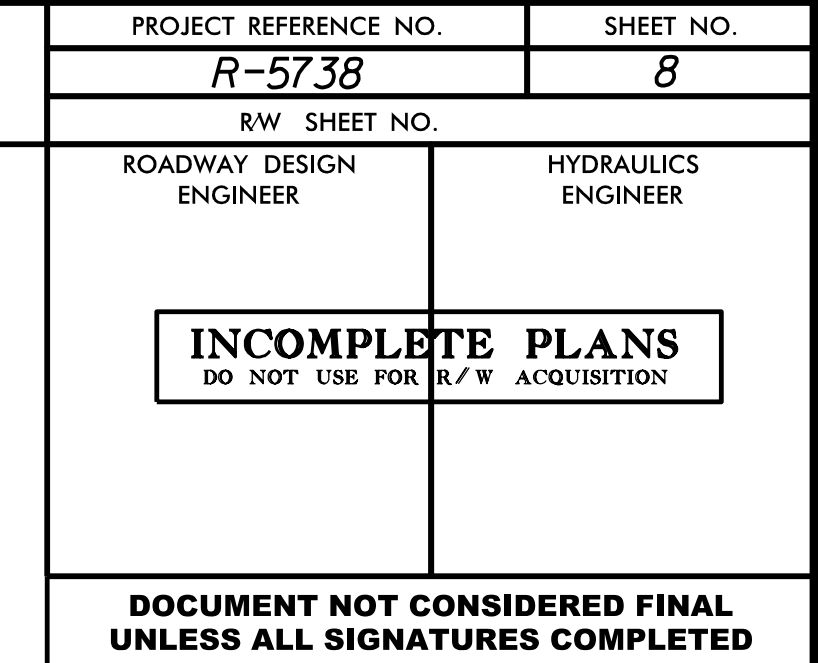 PROJECT REFERENCE NO. SHEET NO.
R-5738 8
R/W SHEET NO.
ROADWAY DESIGN ENGINEER
HYDRAULICS ENGINEER
INCOMPLETE PLANS
DO NOT USE FOR R/W ACQUISITION
DOCUMENT NOT CONSIDERED FINAL
UNLESS ALL SIGNATURES COMPLETED